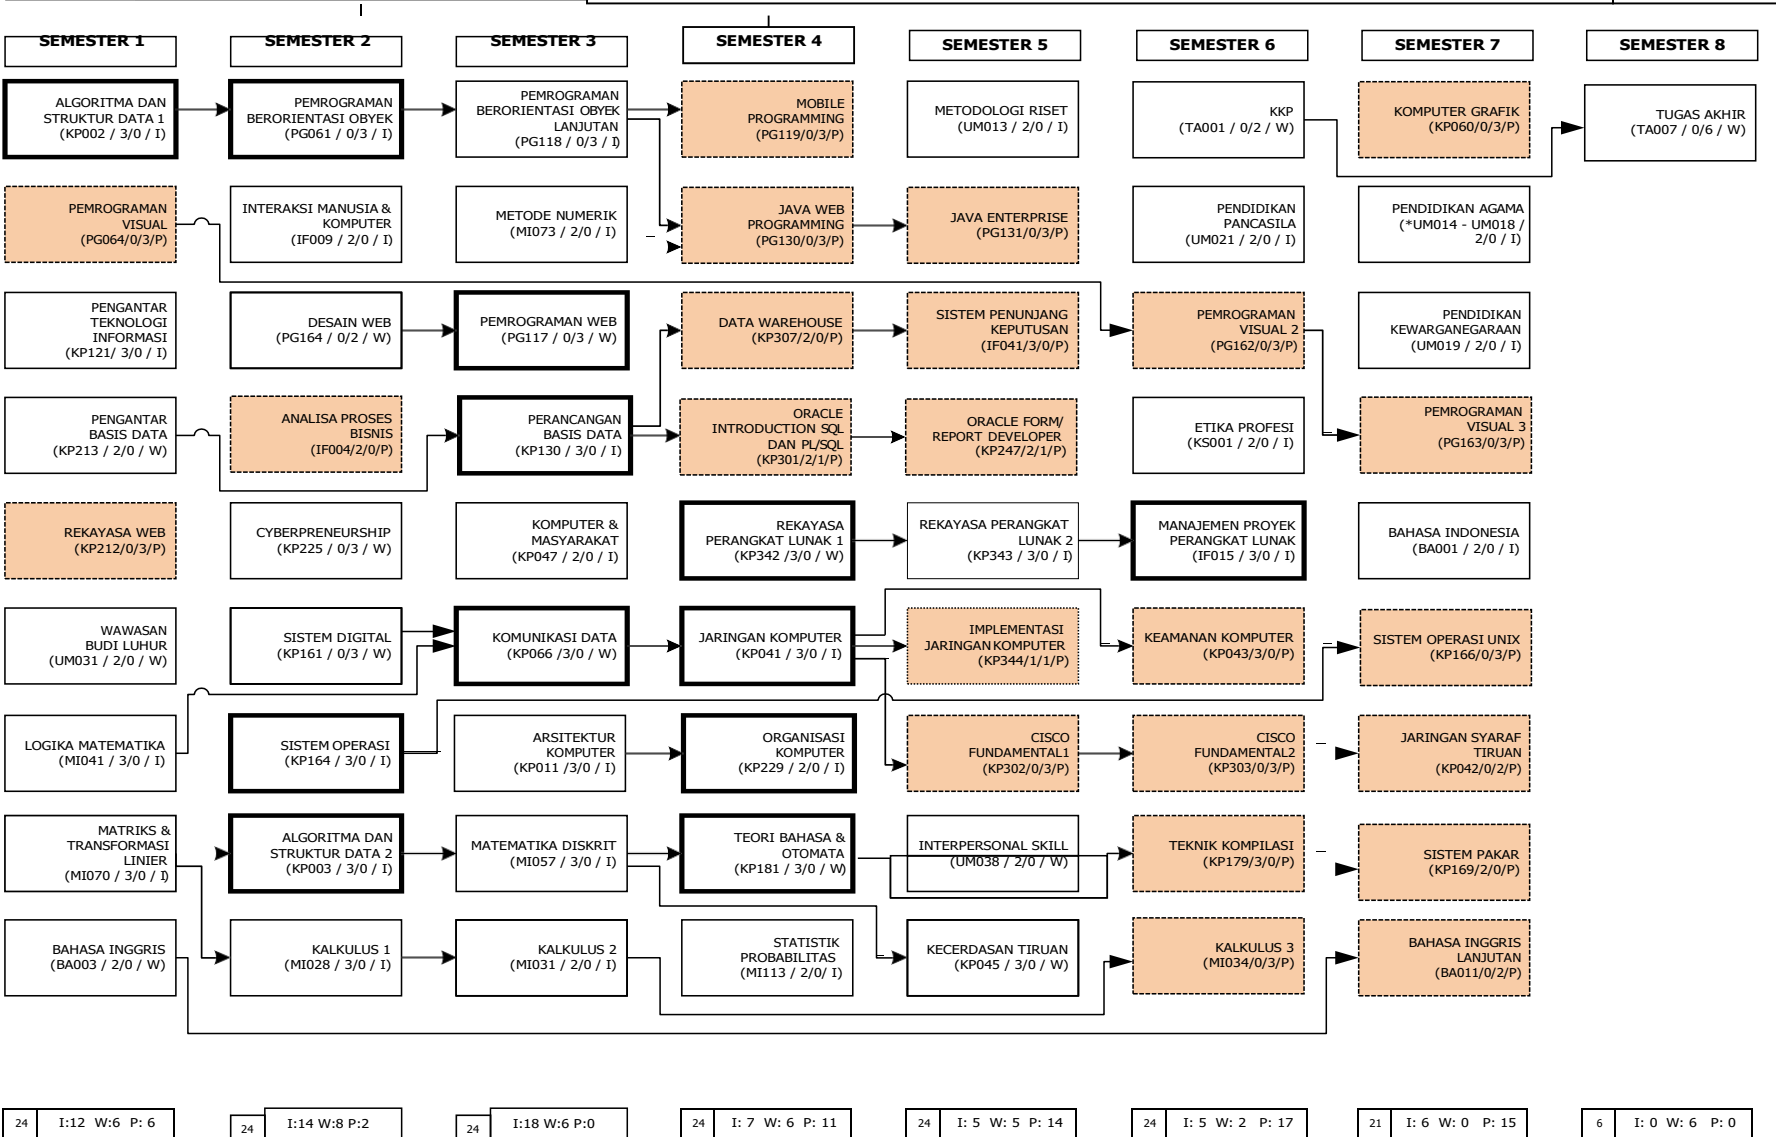 SEMESTER 1
SEMESTER 2
SEMESTER 3
SEMESTER 4
SEMESTER 5
SEMESTER 6
SEMESTER 7
SEMESTER 8
ALGORITMA DAN
STRUKTUR DATA 1
(KP002 / 3/0 / I)
PEMROGRAMAN
BERORIENTASI OBYEK
(PG061 / 0/3 / I)
PEMROGRAMAN
BERORIENTASI OBYEK
LANJUTAN
(PG118 / 0/3 / I)
MOBILE
PROGRAMMING
(PG119/0/3/P)
METODOLOGI RISET
(UM013 / 2/0 / I)
KKP
(TA001 / 0/2 / W)
KOMPUTER GRAFIK
(KP060/0/3/P)
TUGAS AKHIR
(TA007 / 0/6 / W)
PEMROGRAMAN
VISUAL
(PG064/0/3/P)
INTERAKSI MANUSIA &
KOMPUTER
(IF009 / 2/0 / I)
METODE NUMERIK
(MI073 / 2/0 / I)
JAVA WEB
PROGRAMMING
(PG130/0/3/P)
JAVA ENTERPRISE
(PG131/0/3/P)
PENDIDIKAN
PANCASILA
(UM021 / 2/0 / I)
PENDIDIKAN AGAMA
(*UM014 - UM018 /
2/0 / I)
PENGANTAR
TEKNOLOGI
INFORMASI
(KP121/ 3/0 / I)
DESAIN WEB
(PG164 / 0/2 / W)
PEMROGRAMAN WEB
(PG117 / 0/3 / W)
DATA WAREHOUSE
(KP307/2/0/P)
SISTEM PENUNJANG
KEPUTUSAN
(IF041/3/0/P)
PEMROGRAMAN
VISUAL 2
(PG162/0/3/P)
PENDIDIKAN
KEWARGANEGARAAN
(UM019 / 2/0 / I)
PENGANTAR
BASIS DATA
(KP213 / 2/0 / W)
ANALISA PROSES
BISNIS
(IF004/2/0/P)
PERANCANGAN
BASIS DATA
(KP130 / 3/0 / I)
ORACLE
INTRODUCTION SQL
DAN PL/SQL
(KP301/2/1/P)
ORACLE FORM/
REPORT DEVELOPER
(KP247/2/1/P)
ETIKA PROFESI
(KS001 / 2/0 / I)
PEMROGRAMAN
VISUAL 3
(PG163/0/3/P)
REKAYASA WEB
(KP212/0/3/P)
CYBERPRENEURSHIP
(KP225 / 0/3 / W)
KOMPUTER &
MASYARAKAT
(KP047 / 2/0 / I)
REKAYASA
PERANGKAT LUNAK 1
(KP342 /3/0 / W)
REKAYASA PERANGKAT
LUNAK 2
(KP343 / 3/0 / I)
MANAJEMEN PROYEK
PERANGKAT LUNAK
(IF015 / 3/0 / I)
BAHASA INDONESIA
(BA001 / 2/0 / I)
WAWASAN
BUDI LUHUR
(UM031 / 2/0 / W)
SISTEM DIGITAL
(KP161 / 0/3 / W)
KOMUNIKASI DATA
(KP066 /3/0 / W)
JARINGAN KOMPUTER
(KP041 / 3/0 / I)
IMPLEMENTASI
JARINGAN KOMPUTER
(KP344/1/1/P)
KEAMANAN KOMPUTER
(KP043/3/0/P)
SISTEM OPERASI UNIX
(KP166/0/3/P)
LOGIKA MATEMATIKA
(MI041 / 3/0 / I)
SISTEM OPERASI
(KP164 / 3/0 / I)
ARSITEKTUR
KOMPUTER
(KP011 /3/0 / I)
ORGANISASI
KOMPUTER
(KP229 / 2/0 / I)
CISCO
FUNDAMENTAL1
(KP302/0/3/P)
CISCO
FUNDAMENTAL2
(KP303/0/3/P)
JARINGAN SYARAF
TIRUAN
(KP042/0/2/P)
MATRIKS &
TRANSFORMASI
LINIER
(MI070 / 3/0 / I)
ALGORITMA DAN
STRUKTUR DATA 2
(KP003 / 3/0 / I)
MATEMATIKA DISKRIT
(MI057 / 3/0 / I)
TEORI BAHASA &
OTOMATA
(KP181 / 3/0 / W)
INTERPERSONAL SKILL
(UM038 / 2/0 / W)
TEKNIK KOMPILASI
(KP179/3/0/P)
SISTEM PAKAR
(KP169/2/0/P)
BAHASA INGGRIS
(BA003 / 2/0 / W)
KALKULUS 1
(MI028 / 3/0 / I)
KALKULUS 2
(MI031 / 2/0 / I)
STATISTIK
PROBABILITAS
(MI113 / 2/0/ I)
KECERDASAN TIRUAN
(KP045 / 3/0 / W)
KALKULUS 3
(MI034/0/3/P)
BAHASA INGGRIS
LANJUTAN
(BA011/0/2/P)
24 I:12 W:6 P: 6
24 I:14 W:8 P:2
24 I:18 W:6 P:0
24 I: 7 W: 6 P: 11
24 I: 5 W: 5 P: 14
24 I: 5 W: 2 P: 17
21 I: 6 W: 0 P: 15
6 I: 0 W: 6 P: 0